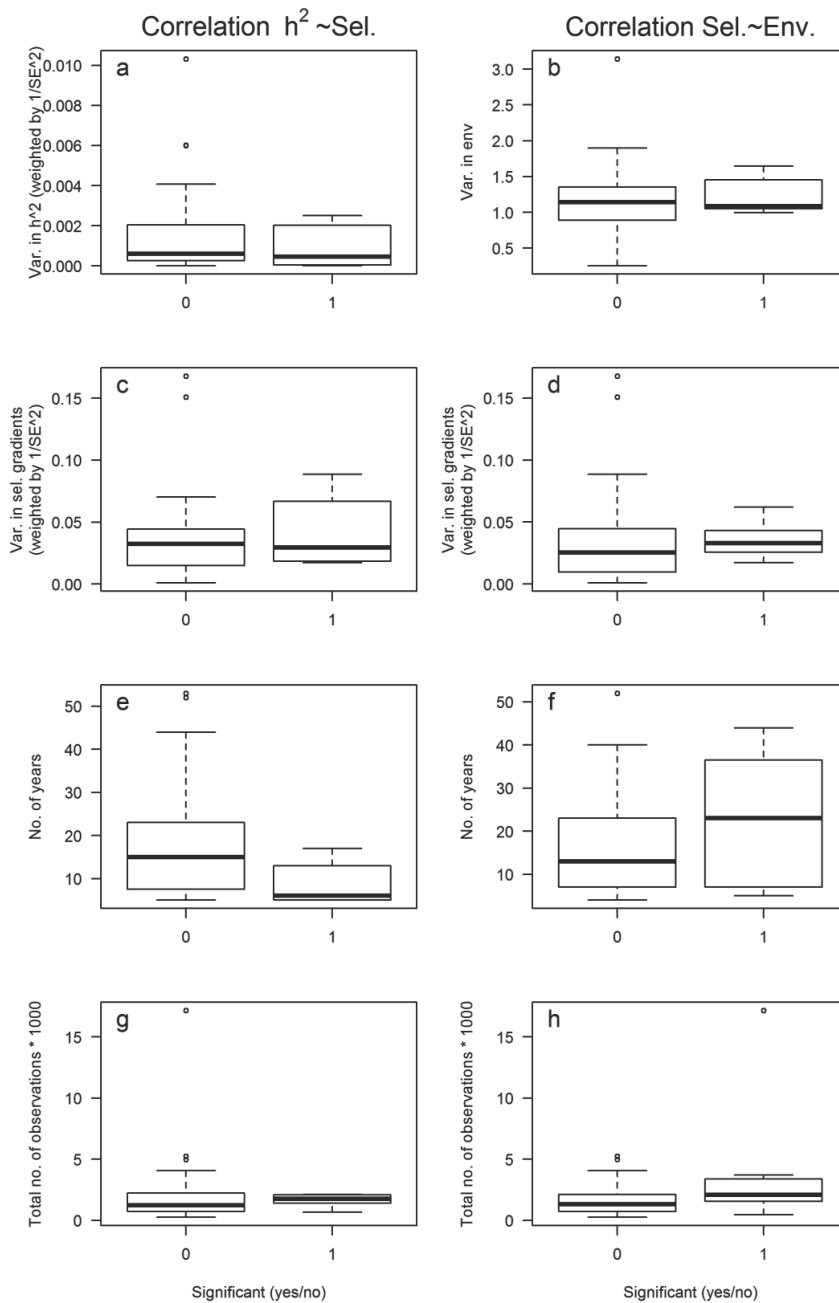 Correlation h² ~Sel.
Correlation Sel.~Env.
a
Var. in h^2 (weighted by 1/SE^2)
0.010
0.008
0.006
0.004
0.002
0.000
0
1
b
Var. in env
3.0
2.5
2.0
1.5
1.0
0.5
0
1
c
Var. in sel. gradients
(weighted by 1/SE^2)
0.15
0.10
0.05
0.00
0
1
d
Var. in sel. gradients
(weighted by 1/SE^2)
0.15
0.10
0.05
0.00
0
1
e
No. of years
50
40
30
20
10
0
1
f
No. of years
50
40
30
20
10
0
1
g
Total no. of observations * 1000
15
10
5
0
0
1
Significant (yes/no)
h
Total no. of observations * 1000
15
10
5
0
0
1
Significant (yes/no)